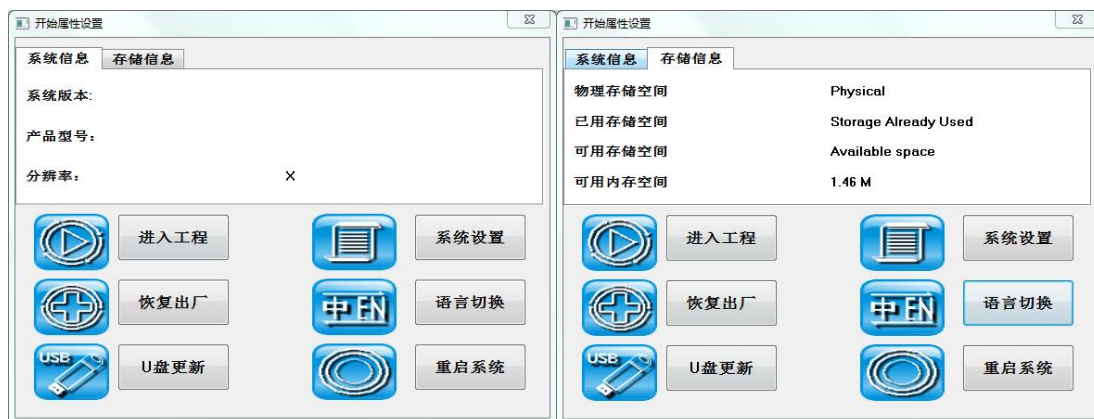 开始属性设置
系统信息 存储信息
系统版本:
产品型号:
分辨率: X
进入工程 系统设置
恢复出厂 中 EN 语言切换
USB U盘更新 重启系统
开始属性设置
系统信息 存储信息
物理存储空间 Physical
已用存储空间 Storage Already Used
可用存储空间 Available space
可用内存空间 1.46 M
进入工程 系统设置
恢复出厂 中 EN 语言切换
USB U盘更新 重启系统